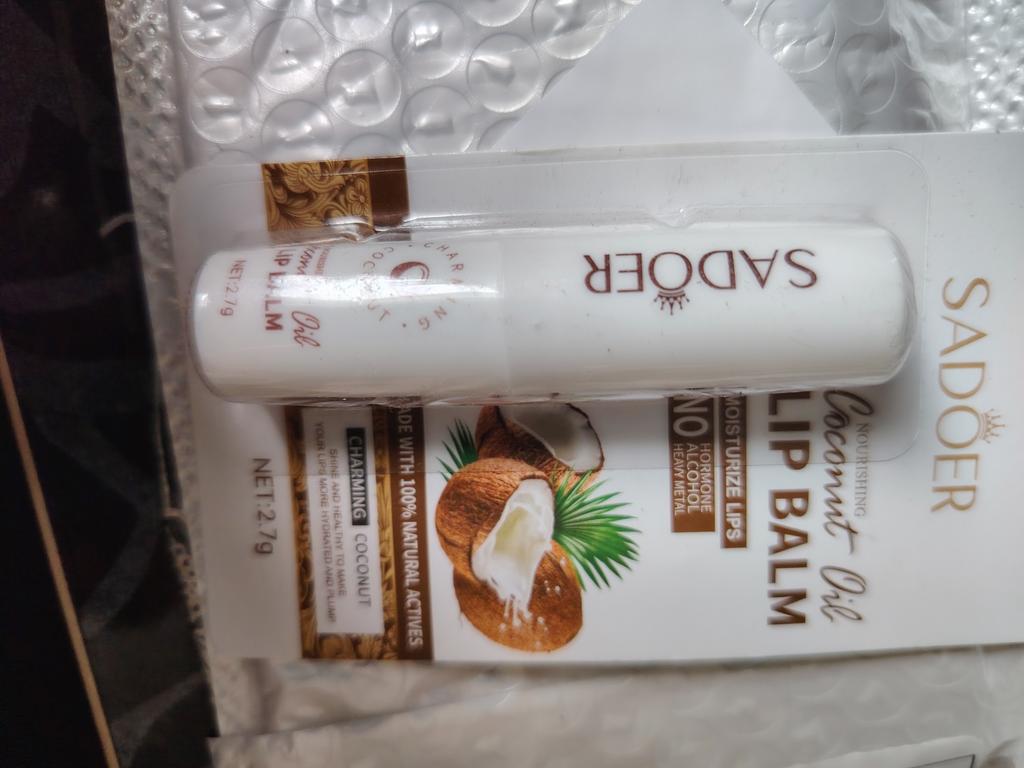 SADOER
NOURISHING
Coconut Oil
LIP BALM
MOISTURIZE LIPS
NO
HORMONE
ALCOHOL
HEAVY METAL
MADE WITH 100% NATURAL ACTIVES
CHARMING COCONUT
SHINE AND HEALTHY TO MAKE
YOUR LIPS MORE HYDRATED AND PLUMP
NET:2.7g
SADOER
CHARMING • COCONUT •
Oil
LIP BALM
NET:2.7g